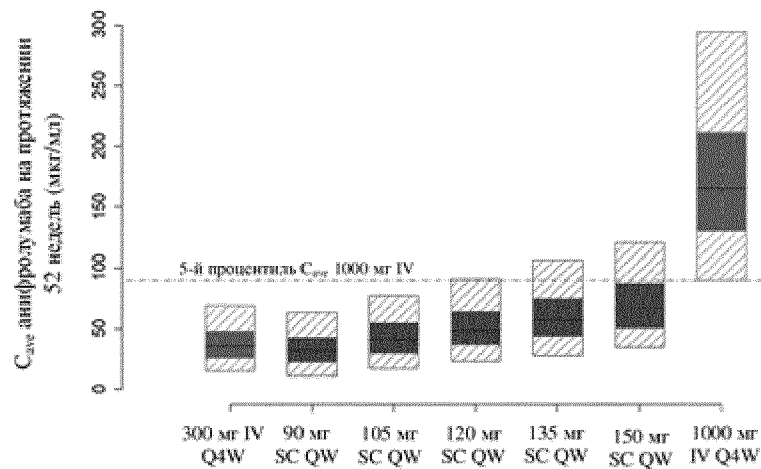 Cave анифролумаба на протяжении
52 недель (мкг/мл)
300
250
200
150
100
50
0
5-й процентиль Cave 1000 мг IV
300 мг IV
Q4W
90 мг
SC QW
105 мг
SC QW
120 мг
SC QW
135 мг
SC QW
150 мг
SC QW
1000 мг
IV Q4W